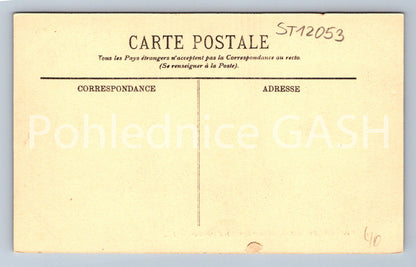 ST12053
CARTE POSTALE
Tous les Pays étrangers n'acceptent pas la Correspondance au recto.
(Se renseigner à la Poste).
CORRESPONDANCE
ADRESSE
Pohlednice GASH